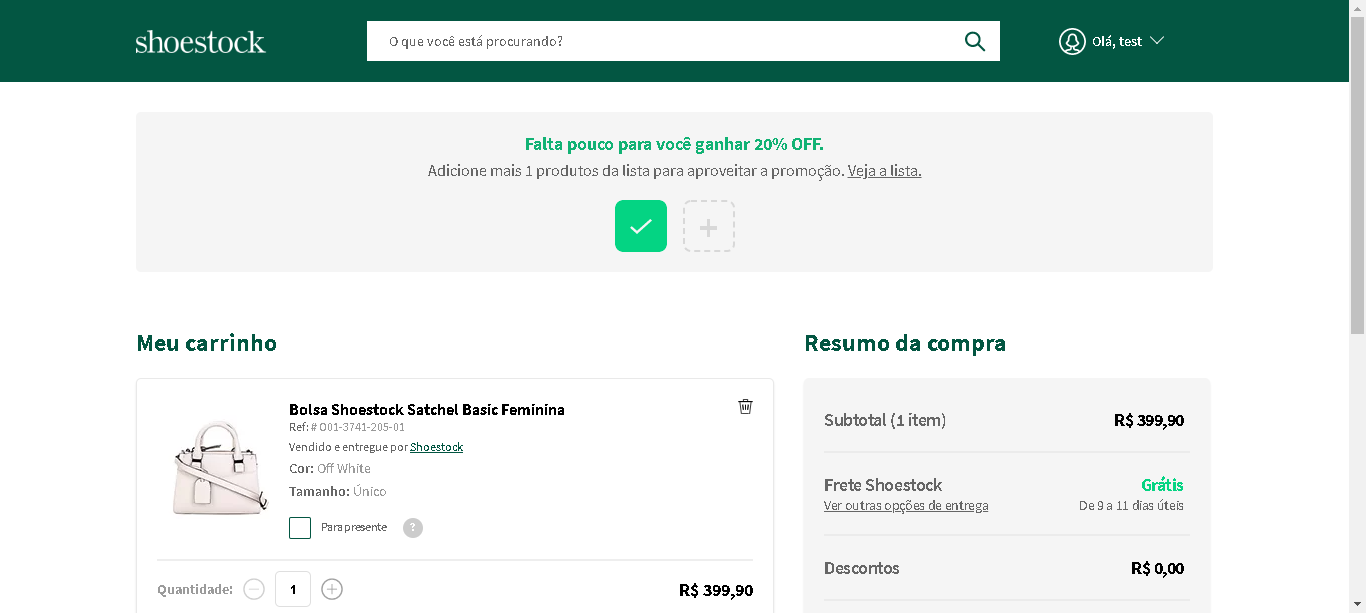 shoestock
O que você está procurando?
Olá, test
Falta pouco para você ganhar 20% OFF.
Adicione mais 1 produtos da lista para aproveitar a promoção. Veja a lista.
Meu carrinho
Bolsa Shoestock Satchel Basic Feminina
Ref: # O01-3741-205-01
Vendido e entregue por Shoestock
Cor: Off White
Tamanho: Único
Para presente ?
Quantidade: 1 R$ 399,90
Resumo da compra
Subtotal (1 item) R$ 399,90
Frete Shoestock Grátis
Ver outras opções de entrega De 9 a 11 dias úteis
Descontos R$ 0,00